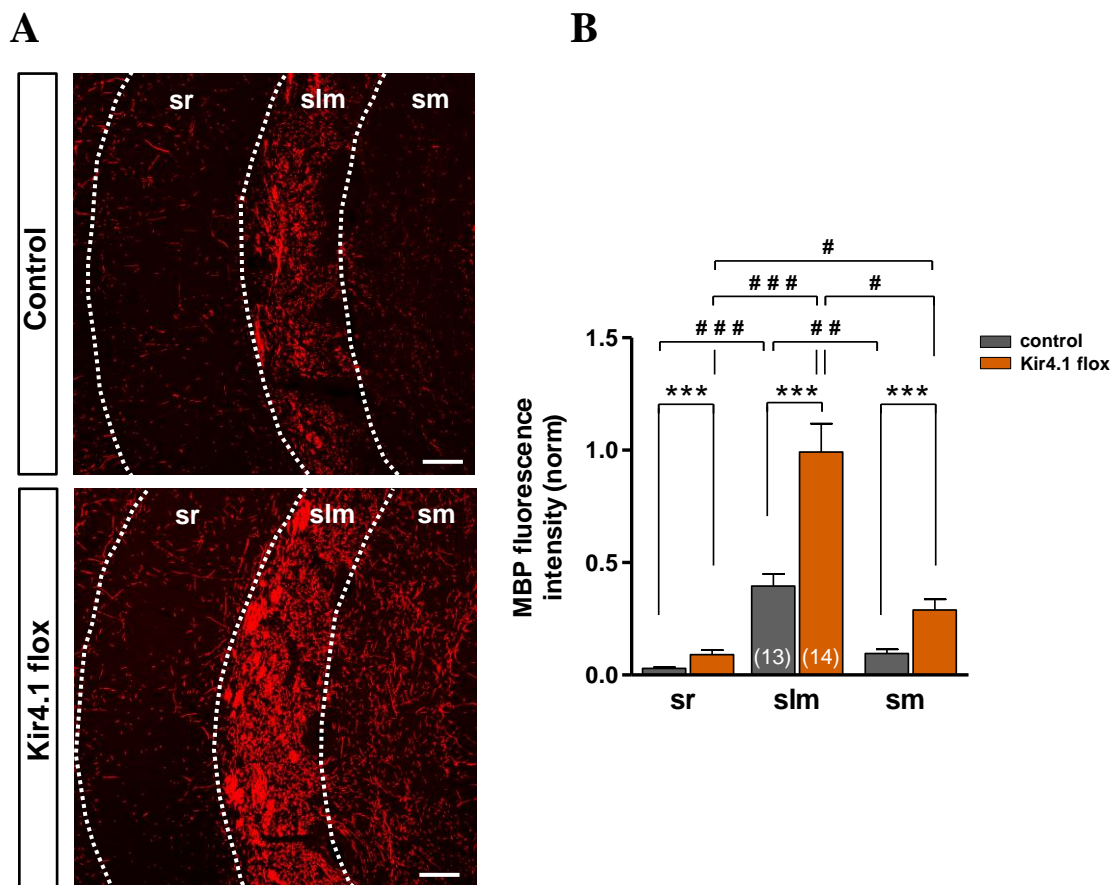 A
B
Control
sr slm sm
Kir4.1 flox
sr slm sm
#
# # #
#
# # #
# #
***
***
***
control
Kir4.1 flox
MBP fluorescence
intensity (norm)
1.5
1.0
0.5
0.0
(13) (14)
sr slm sm